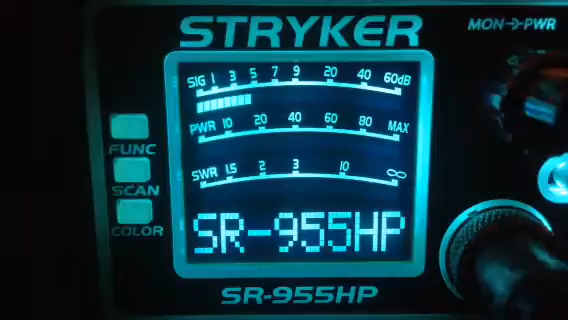 STRYKER
MON PWR
SIG 1 3 5 7 9 20 40 60dB
PWR 10 20 40 60 80 MAX
SWR 1.5 2 3 10 ∞
FUNC
SCAN
COLOR
SR-955HP
SR-955HP